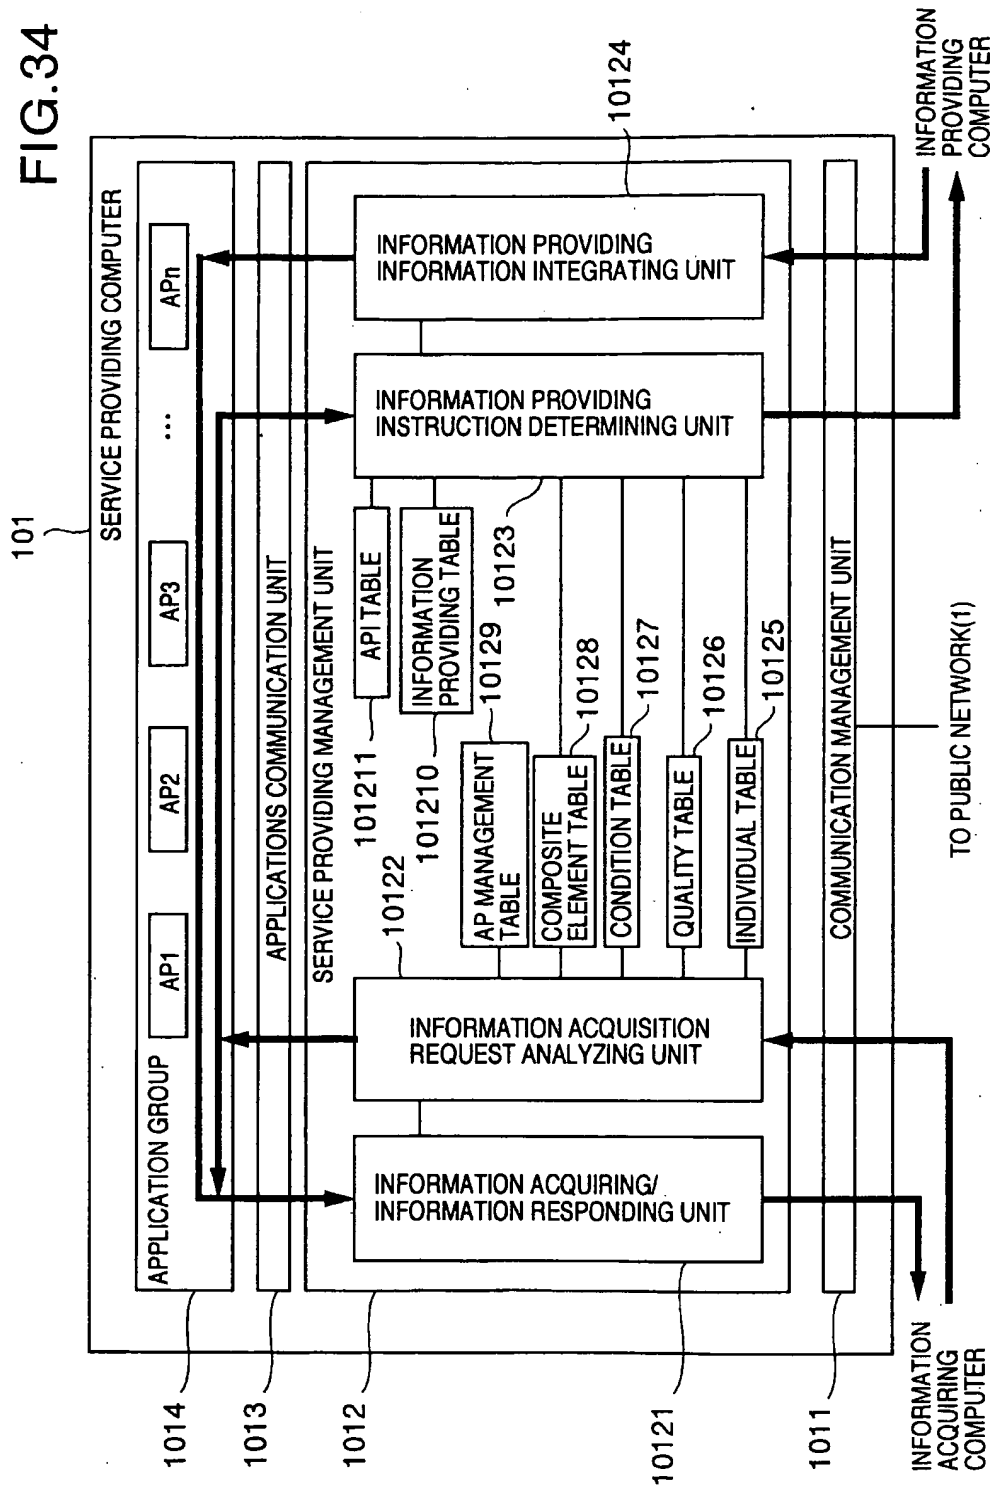 FIG.34
101
SERVICE PROVIDING COMPUTER
1014
APPLICATION GROUP
AP1
AP2
AP3
...
APn
1013
APPLICATIONS COMMUNICATION UNIT
1012
SERVICE PROVIDING MANAGEMENT UNIT
10121
INFORMATION ACQUIRING/
INFORMATION RESPONDING UNIT
10122
INFORMATION ACQUISITION
REQUEST ANALYZING UNIT
101211
API TABLE
101210
INFORMATION
PROVIDING TABLE
10129
AP MANAGEMENT
TABLE
10128
COMPOSITE
ELEMENT TABLE
10127
CONDITION TABLE
10126
QUALITY TABLE
10125
INDIVIDUAL TABLE
10123
INFORMATION PROVIDING
INSTRUCTION DETERMINING UNIT
10124
INFORMATION PROVIDING
INFORMATION INTEGRATING UNIT
1011
COMMUNICATION MANAGEMENT UNIT
INFORMATION
ACQUIRING
COMPUTER
TO PUBLIC NETWORK(1)
INFORMATION
PROVIDING
COMPUTER